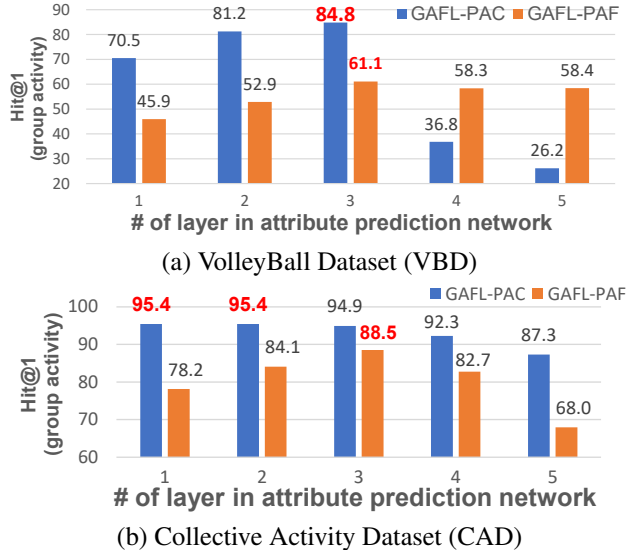 90
80
70
60
50
40
30
20
Hit@1
(group activity)
GAFL-PAC GAFL-PAF
70.5 81.2 84.8 36.8 26.2
45.9 52.9 61.1 58.3 58.4
1 2 3 4 5
# of layer in attribute prediction network
(a) VolleyBall Dataset (VBD)
100
90
80
70
60
Hit@1
(group activity)
GAFL-PAC GAFL-PAF
95.4 95.4 94.9 92.3 87.3
78.2 84.1 88.5 82.7 68.0
1 2 3 4 5
# of layer in attribute prediction network
(b) Collective Activity Dataset (CAD)